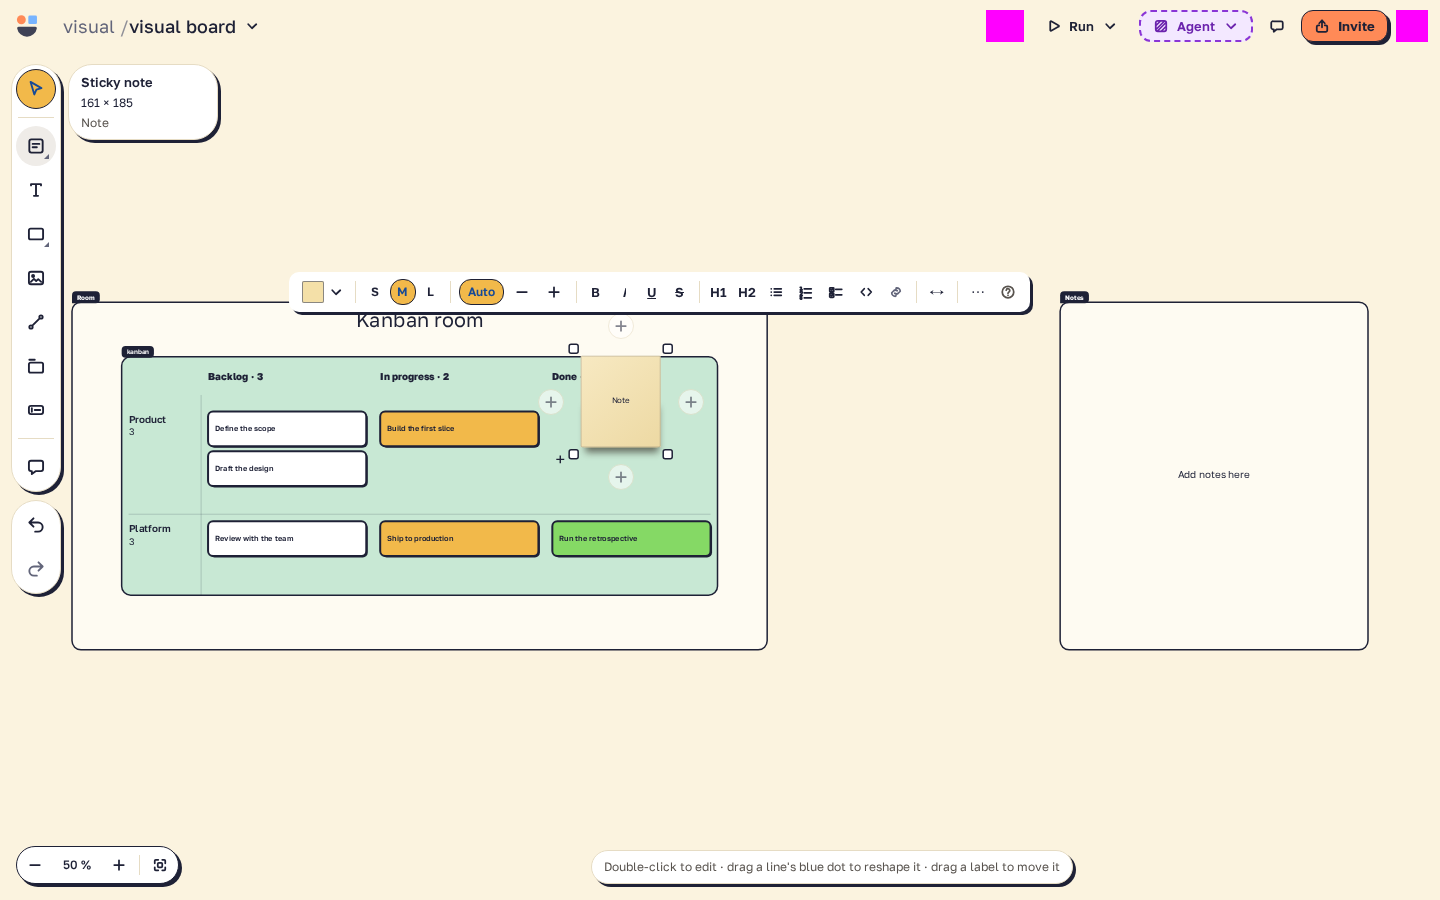 visual / visual board
Run
Agent
Invite
Sticky note
161 × 185
Note
S M L Auto B I U S H1 H2
Room
Kanban room
kanban
Backlog · 3
In progress · 2
Done
Product
3
Define the scope
Build the first slice
Draft the design
Note
Platform
3
Review with the team
Ship to production
Run the retrospective
Notes
Add notes here
50 %
Double-click to edit · drag a line's blue dot to reshape it · drag a label to move it